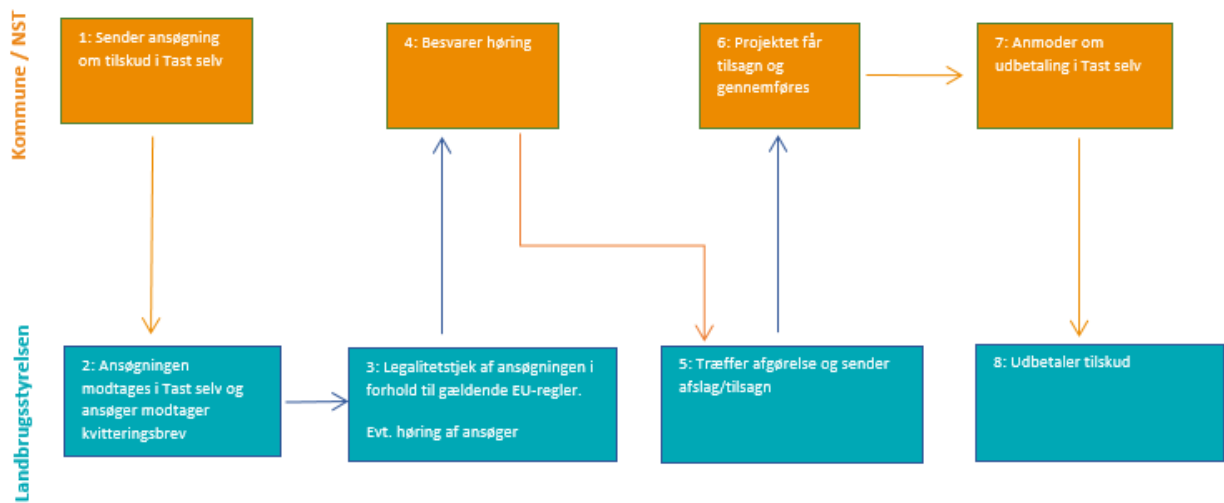 Kommune / NST
1: Sender ansøgning
om tilskud i Tast selv
4: Besvarer høring
6: Projektet får
tilsagn og
gennemføres
7: Anmoder om
udbetaling i Tast selv
Landbrugsstyrelsen
2: Ansøgningen
modtages i Tast selv og
ansøger modtager
kvitteringsbrev
3: Legalitetstjek af ansøgningen i
forhold til gældende EU-regler.
Evt. høring af ansøger
5: Træffer afgørelse og sender
afslag/tilsagn
8: Udbetaler tilskud